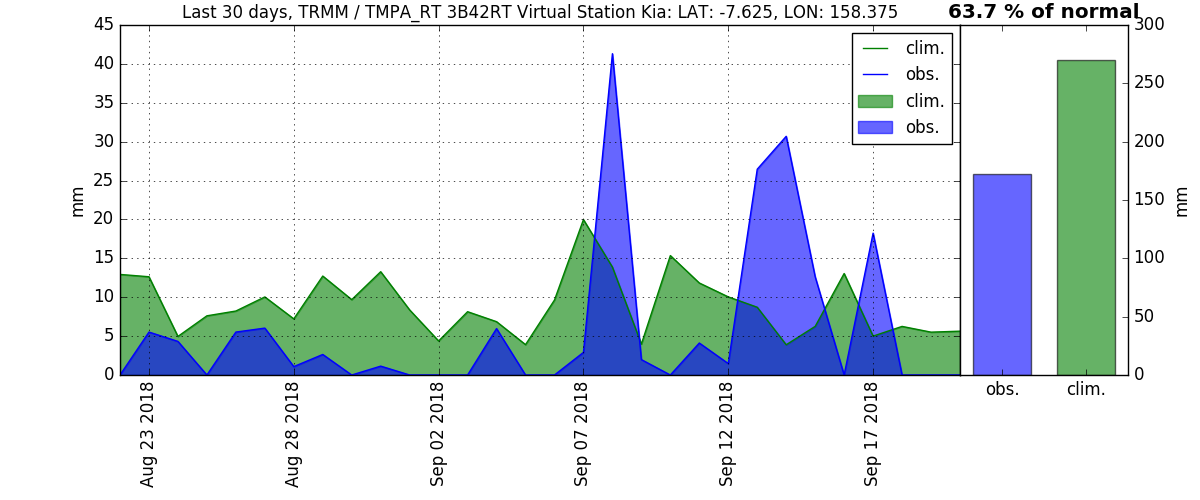 Last 30 days, TRMM / TMPA_RT 3B42RT Virtual Station Kia: LAT: -7.625, LON: 158.375
63.7 % of normal
45
40
35
30
25
20
15
10
5
0
mm
clim.
obs.
clim.
obs.
Aug 23 2018
Aug 28 2018
Sep 02 2018
Sep 07 2018
Sep 12 2018
Sep 17 2018
300
250
200
150
100
50
0
mm
obs.
clim.